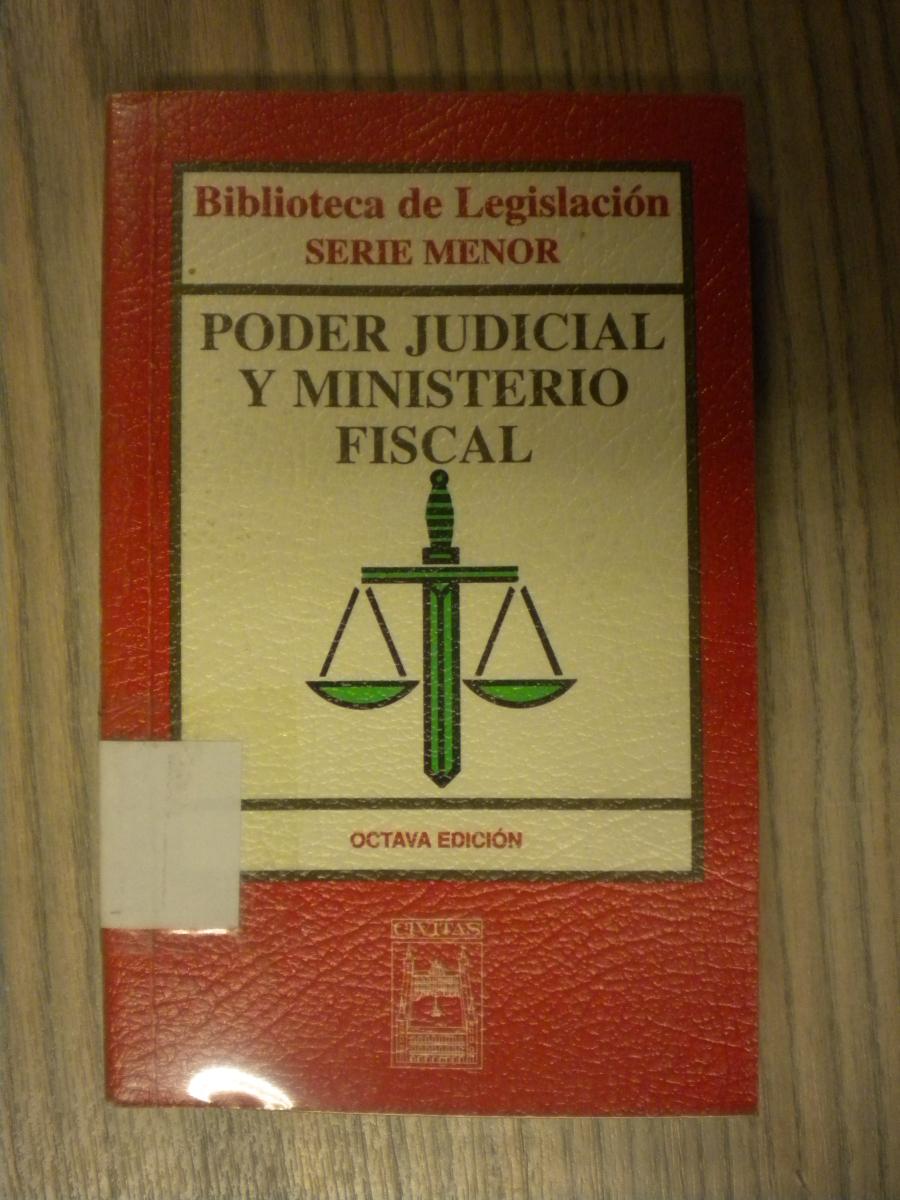 Biblioteca de Legislación
SERIE MENOR
PODER JUDICIAL
Y MINISTERIO
FISCAL
OCTAVA EDICIÓN
CIVITAS